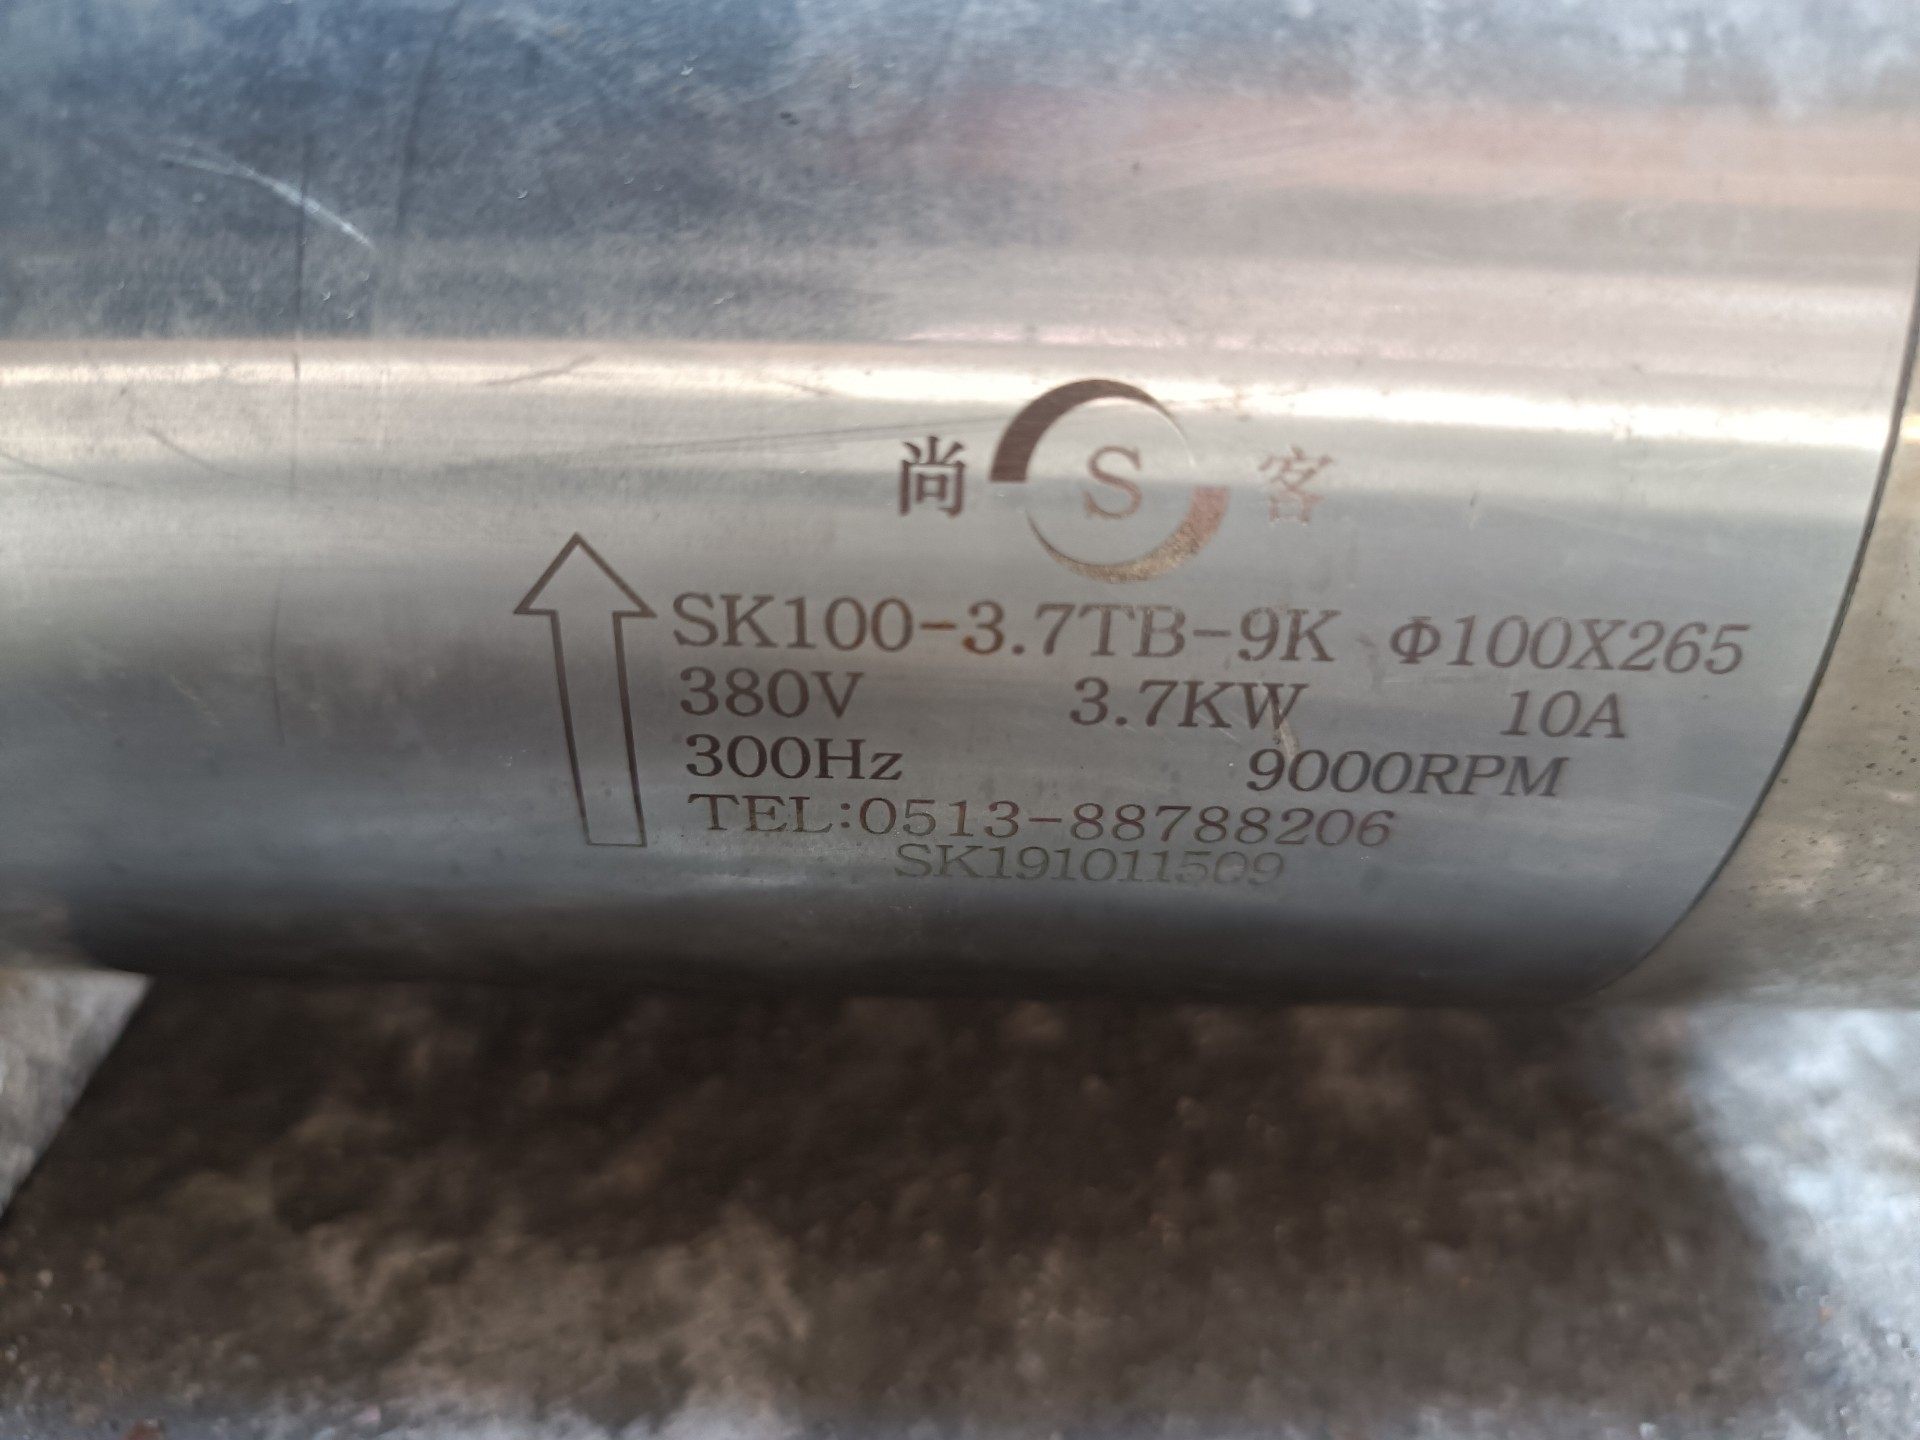 尚 S 客
SK100-3.7TB-9K Φ100X265
380V 3.7KW 10A
300Hz 9000RPM
TEL:0513-88788206
SK191011509